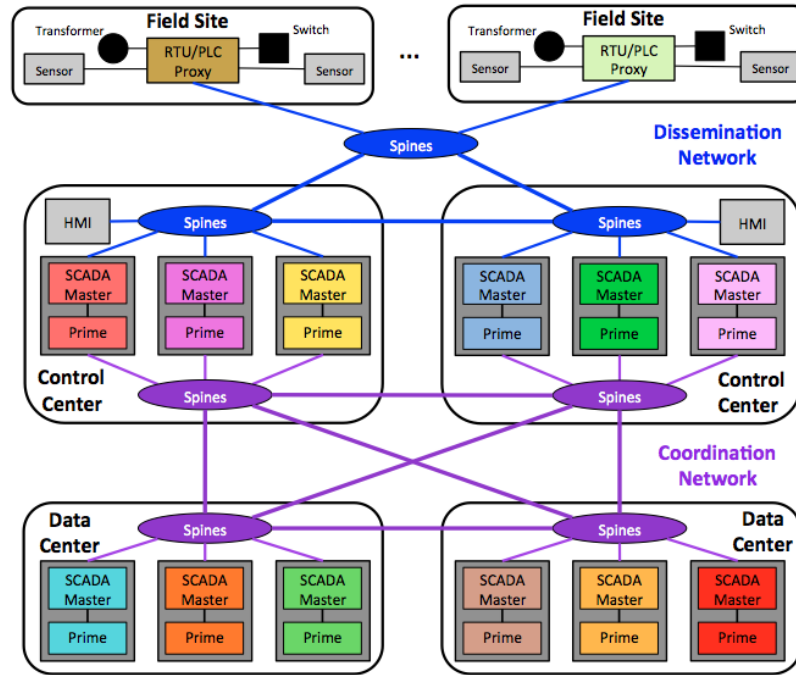 Field Site
Transformer
Switch
RTU/PLC
Proxy
Sensor
Sensor
...
Field Site
Transformer
Switch
RTU/PLC
Proxy
Sensor
Sensor
Spines
Dissemination
Network
HMI
Spines
SCADA
Master
Prime
SCADA
Master
Prime
SCADA
Master
Prime
Control
Center
Spines
Spines
HMI
SCADA
Master
Prime
SCADA
Master
Prime
SCADA
Master
Prime
Spines
Control
Center
Coordination
Network
Data
Center
Spines
SCADA
Master
Prime
SCADA
Master
Prime
SCADA
Master
Prime
Spines
Data
Center
SCADA
Master
Prime
SCADA
Master
Prime
SCADA
Master
Prime